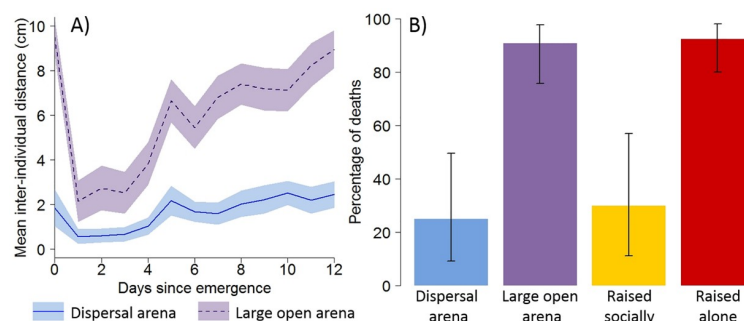 A)
Mean inter-individual distance (cm)
10
8
6
4
2
0
0 2 4 6 8 10 12
Days since emergence
Dispersal arena Large open arena
B)
Percentage of deaths
100
80
60
40
20
0
Dispersal Large open Raised Raised
arena arena socially alone